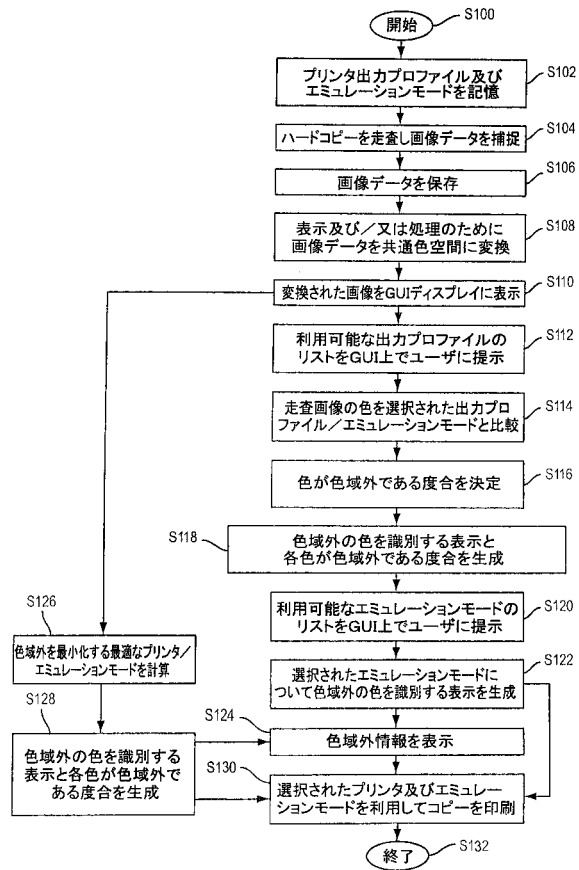 開始
S100
プリンタ出力プロファイル及び
エミュレーションモードを記憶
S102
ハードコピーを走査し画像データを捕捉
S104
画像データを保存
S106
表示及び/又は処理のために
画像データを共通色空間に変換
S108
変換された画像をGUIディスプレイに表示
S110
利用可能な出力プロファイルの
リストをGUI上でユーザに提示
S112
走査画像の色を選択された出力プロ
ファイル/エミュレーションモードと比較
S114
色が色域外である度合を決定
S116
S118
色域外の色を識別する表示と
各色が色域外である度合を生成
利用可能なエミュレーションモードの
リストをGUI上でユーザに提示
S120
S126
色域外を最小化する最適なプリンタ/
エミュレーションモードを計算
選択されたエミュレーションモードに
ついて色域外の色を識別する表示を生成
S122
S128
色域外の色を識別する
表示と各色が色域外で
ある度合を生成
S124
色域外情報を表示
S130
選択されたプリンタ及びエミュレー
ションモードを利用してコピーを印刷
終了
S132